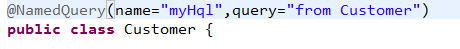 @NamedQuery(name="myHql",query="from Customer")
public class Customer {